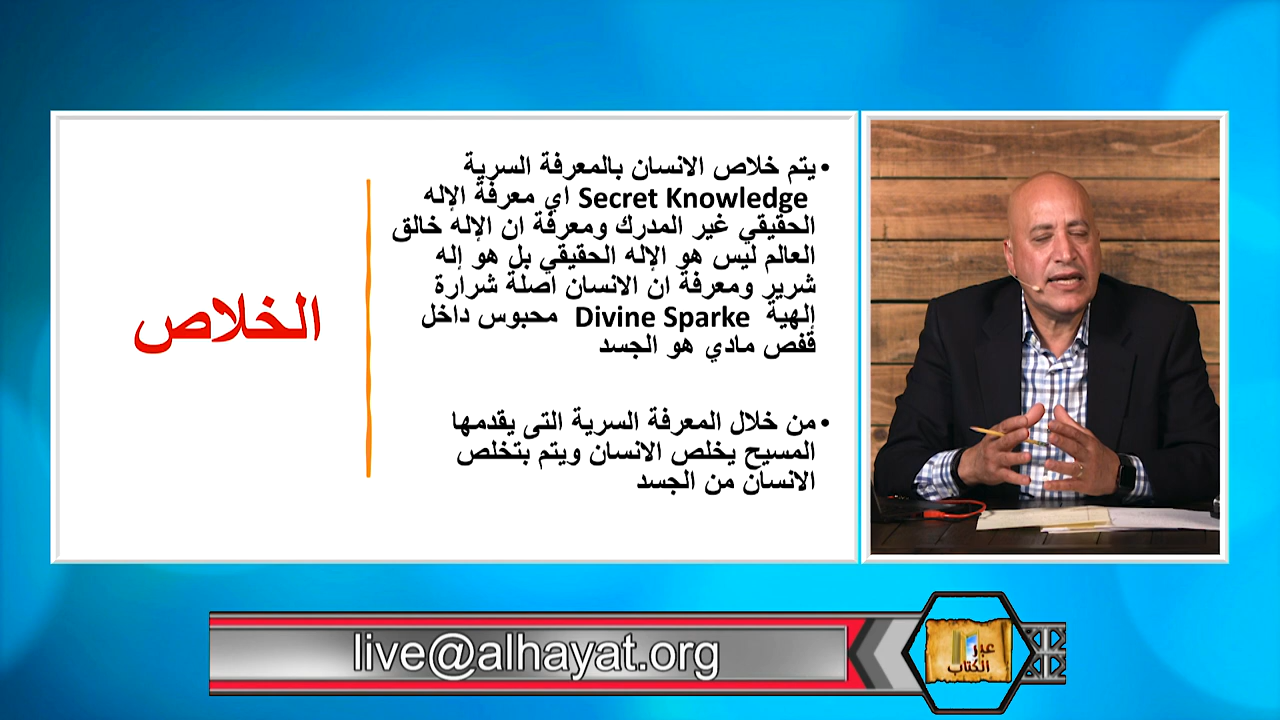 الخلاص
• يتم خلاص الانسان بالمعرفة السرية
Secret Knowledge اي معرفة الإله
الحقيقي غير المدرك ومعرفة ان الإله خالق
العالم ليس هو الإله الحقيقي بل هو إله
شرير ومعرفة ان الانسان اصلة شرارة
إلهية Divine Sparke محبوس داخل
قفص مادي هو الجسد
• من خلال المعرفة السرية التى يقدمها
المسيح يخلص الانسان ويتم بتخلص
الانسان من الجسد
live@alhayat.org
عبر
الكتاب